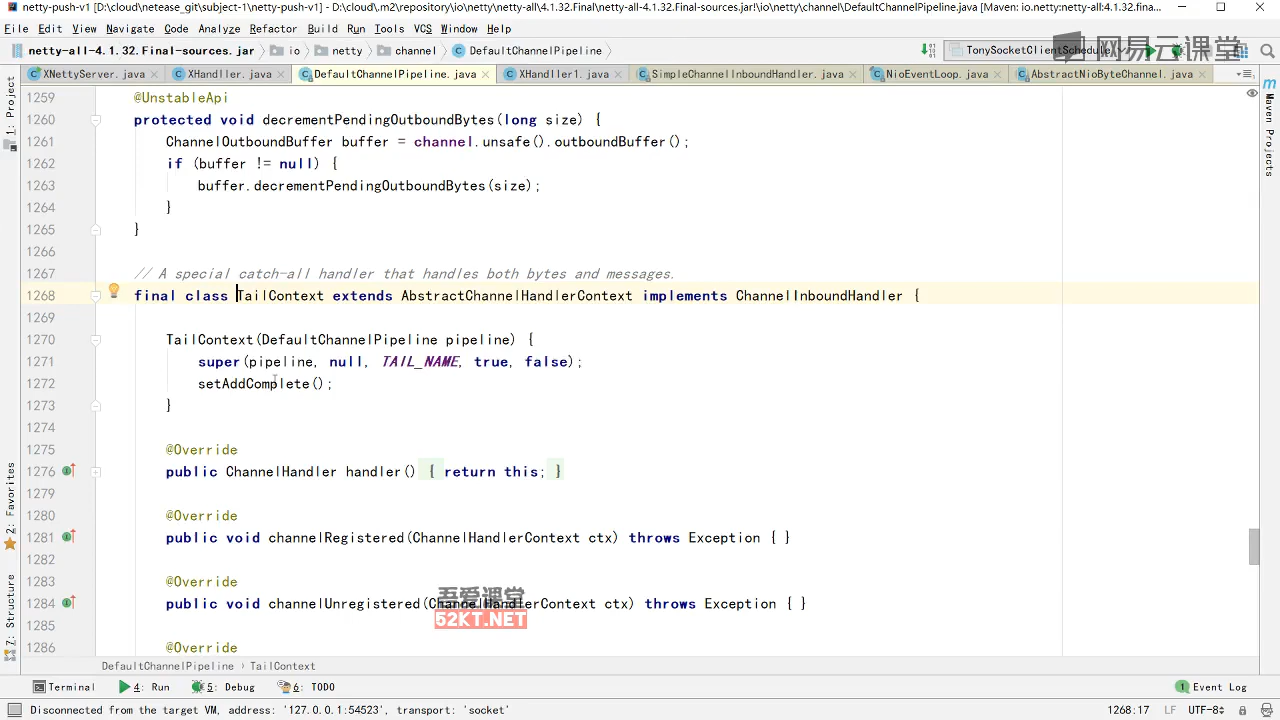 netty-push-v1 [D:\cloud\netease_git\subject-1\netty-push-v1] - D:\cloud\.m2\repository\io\netty\netty-all\4.1.32.Final\netty-all-4.1.32.Final-sources.jar!\io\netty\channel\DefaultChannelPipeline.java [Maven: io.netty:netty-all:4.1.32.fina...
File Edit View Navigate Code Analyze Refactor Build Run Tools VCS Window Help
netty-all-4.1.32.Final-sources.jar io netty channel DefaultChannelPipeline TonySocketClientSchedule
网易云课堂
XNettyServer.java XHandler.java DefaultChannelPipeline.java XHandler1.java SimpleChannelInboundHandler.java NioEventLoop.java AbstractNioByteChannel.java
1: Project
Maven Projects
2: Favorites
7: Structure
1259 @UnstableApi
1260 protected void decrementPendingOutboundBytes(long size) {
1261 ChannelOutboundBuffer buffer = channel.unsafe().outboundBuffer();
1262 if (buffer != null) {
1263 buffer.decrementPendingOutboundBytes(size);
1264 }
1265 }
1266
1267 // A special catch-all handler that handles both bytes and messages.
1268 final class TailContext extends AbstractChannelHandlerContext implements ChannelInboundHandler {
1269
1270 TailContext(DefaultChannelPipeline pipeline) {
1271 super(pipeline, null, TAIL_NAME, true, false);
1272 setAddComplete();
1273 }
1274
1275 @Override
1276 public ChannelHandler handler() { return this; }
1279
1280 @Override
1281 public void channelRegistered(ChannelHandlerContext ctx) throws Exception { }
1282
1283 @Override
1284 public void channelUnregistered(ChannelHandlerContext ctx) throws Exception { }
1285
1286 @Override
吾爱课堂
52KT.NET
DefaultChannelPipeline › TailContext
Terminal 4: Run 5: Debug 6: TODO 1 Event Log
Disconnected from the target VM, address: '127.0.0.1:54523', transport: 'socket' 1268:17 LF UTF-8